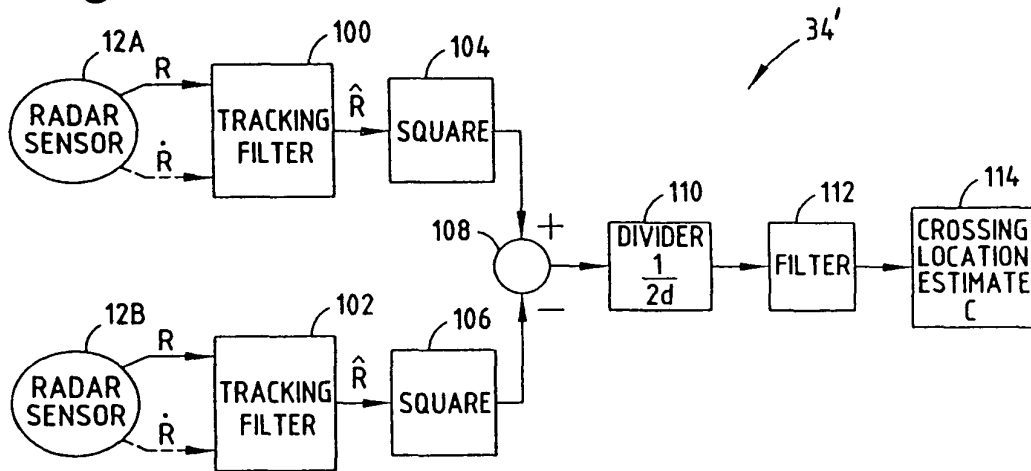 12A
RADAR
SENSOR
R
Ṙ
100
TRACKING
FILTER
R̂
104
SQUARE
34'
12B
RADAR
SENSOR
R
Ṙ
102
TRACKING
FILTER
R̂
106
SQUARE
108
+
−
110
DIVIDER
1
2d
112
FILTER
114
CROSSING
LOCATION
ESTIMATE
C